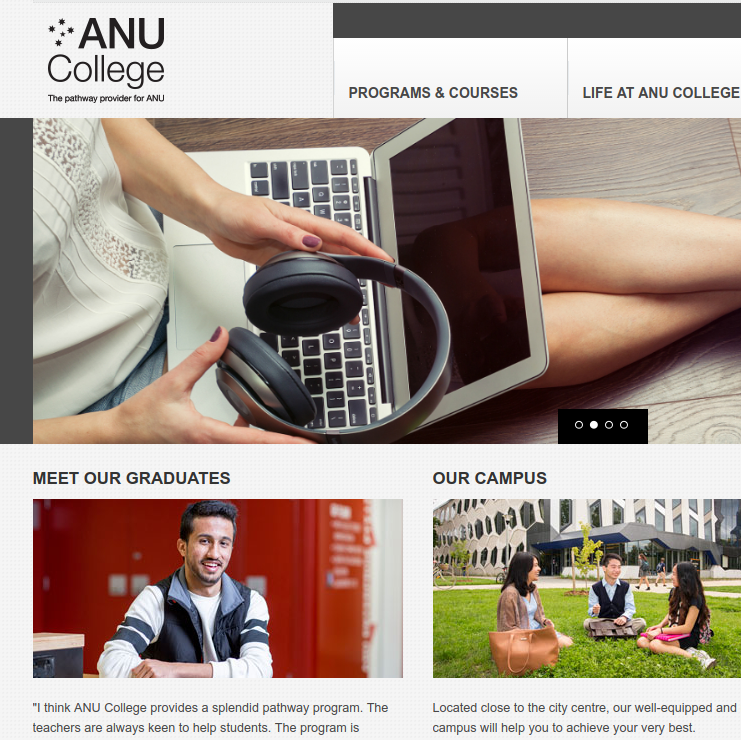 ANU
College
The pathway provider for ANU
PROGRAMS & COURSES
LIFE AT ANU COLLEGE
MEET OUR GRADUATES
OUR CAMPUS
"I think ANU College provides a splendid pathway program. The
teachers are always keen to help students. The program is
Located close to the city centre, our well-equipped and
campus will help you to achieve your very best.